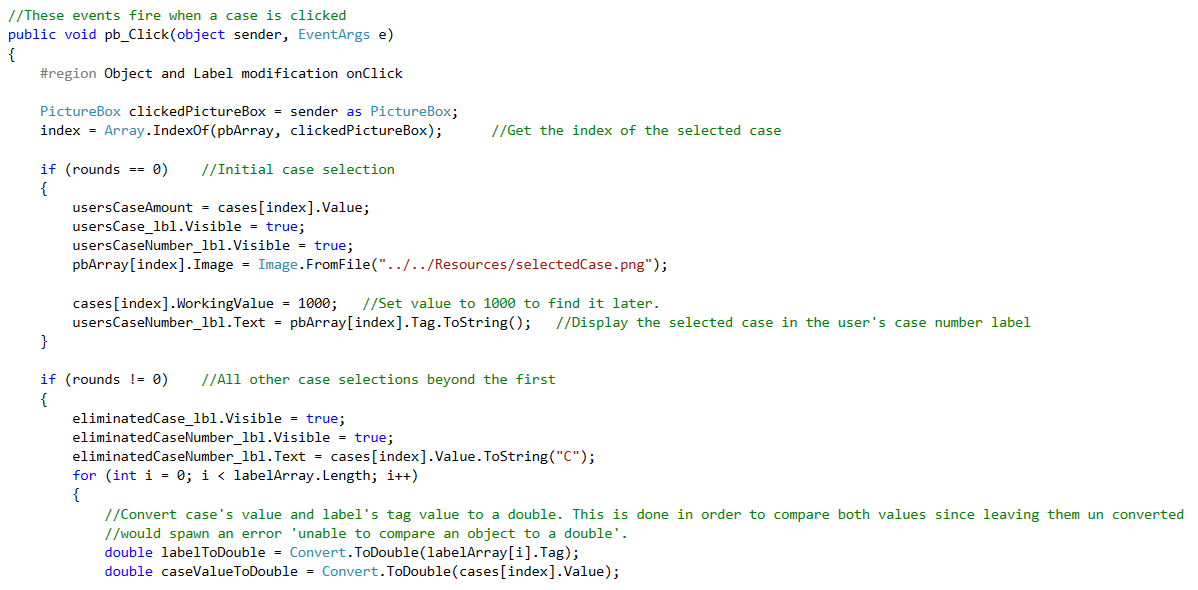 //These events fire when a case is clicked
public void pb_Click(object sender, EventArgs e)
{
    #region Object and Label modification onClick

    PictureBox clickedPictureBox = sender as PictureBox;
    index = Array.IndexOf(pbArray, clickedPictureBox);      //Get the index of the selected case

    if (rounds == 0)    //Initial case selection
    {
        usersCaseAmount = cases[index].Value;
        usersCase_lbl.Visible = true;
        usersCaseNumber_lbl.Visible = true;
        pbArray[index].Image = Image.FromFile("../../Resources/selectedCase.png");

        cases[index].WorkingValue = 1000;   //Set value to 1000 to find it later.
        usersCaseNumber_lbl.Text = pbArray[index].Tag.ToString();   //Display the selected case in the user's case number label
    }

    if (rounds != 0)    //All other case selections beyond the first
    {
        eliminatedCase_lbl.Visible = true;
        eliminatedCaseNumber_lbl.Visible = true;
        eliminatedCaseNumber_lbl.Text = cases[index].Value.ToString("C");
        for (int i = 0; i < labelArray.Length; i++)
        {
            //Convert case's value and label's tag value to a double. This is done in order to compare both values since leaving them un converted
            //would spawn an error 'unable to compare an object to a double'.
            double labelToDouble = Convert.ToDouble(labelArray[i].Tag);
            double caseValueToDouble = Convert.ToDouble(cases[index].Value);